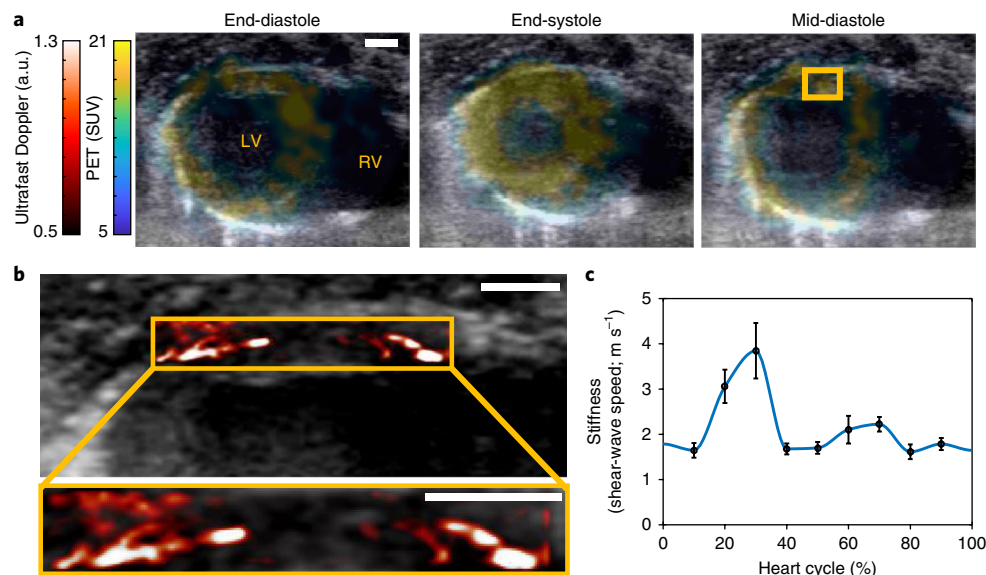 a
End-diastole
End-systole
Mid-diastole
Ultrafast Doppler (a.u.)
1.3
0.5
PET (SUV)
21
5
LV
RV
b
c
Stiffness
(shear-wave speed; m s⁻¹)
5
4
3
2
1
0
0 20 40 60 80 100
Heart cycle (%)